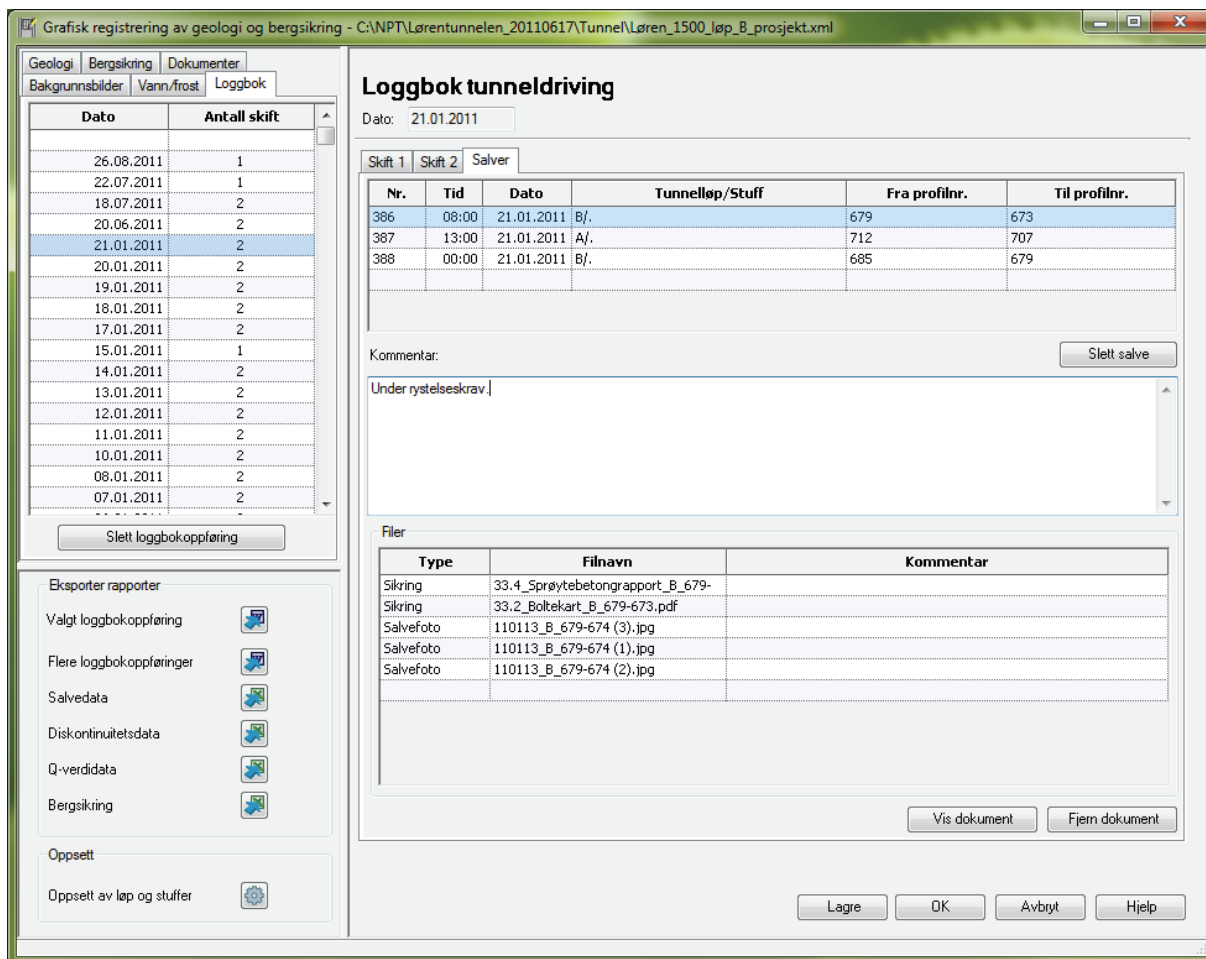 Grafisk registrering av geologi og bergsikring - C:\NPT\Lørentunnelen_20110617\Tunnel\Løren_1500_løp_B_prosjekt.xml
Geologi Bergsikring Dokumenter
Bakgrunnsbilder Vann/frost Loggbok
Dato Antall skift
26.08.2011 1
22.07.2011 1
18.07.2011 2
20.06.2011 2
21.01.2011 2
20.01.2011 2
19.01.2011 2
18.01.2011 2
17.01.2011 2
15.01.2011 1
14.01.2011 2
13.01.2011 2
12.01.2011 2
11.01.2011 2
10.01.2011 2
08.01.2011 2
07.01.2011 2
Slett loggbokoppføring
Eksporter rapporter
Valgt loggbokoppføring
Flere loggbokoppføringer
Salvedata
Diskontinuitetsdata
Q-verdidata
Bergsikring
Oppsett
Oppsett av løp og stuffer
Loggbok tunneldriving
Dato: 21.01.2011
Skift 1 Skift 2 Salver
Nr. Tid Dato Tunnelløp/Stuff Fra profilnr. Til profilnr.
386 08:00 21.01.2011 B/. 679 673
387 13:00 21.01.2011 A/. 712 707
388 00:00 21.01.2011 B/. 685 679
Kommentar:
Slett salve
Under rystelseskrav.
Filer
Type Filnavn Kommentar
Sikring 33.4_Sprøytebetongrapport_B_679-
Sikring 33.2_Boltekart_B_679-673.pdf
Salvefoto 110113_B_679-674 (3).jpg
Salvefoto 110113_B_679-674 (1).jpg
Salvefoto 110113_B_679-674 (2).jpg
Vis dokument Fjern dokument
Lagre OK Avbryt Hjelp